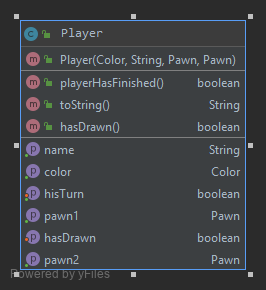 Player
Player(Color, String, Pawn, Pawn)
playerHasFinished() boolean
toString() String
hasDrawn() boolean
name String
color Color
hisTurn boolean
pawn1 Pawn
hasDrawn boolean
pawn2 Pawn
Powered by yFiles